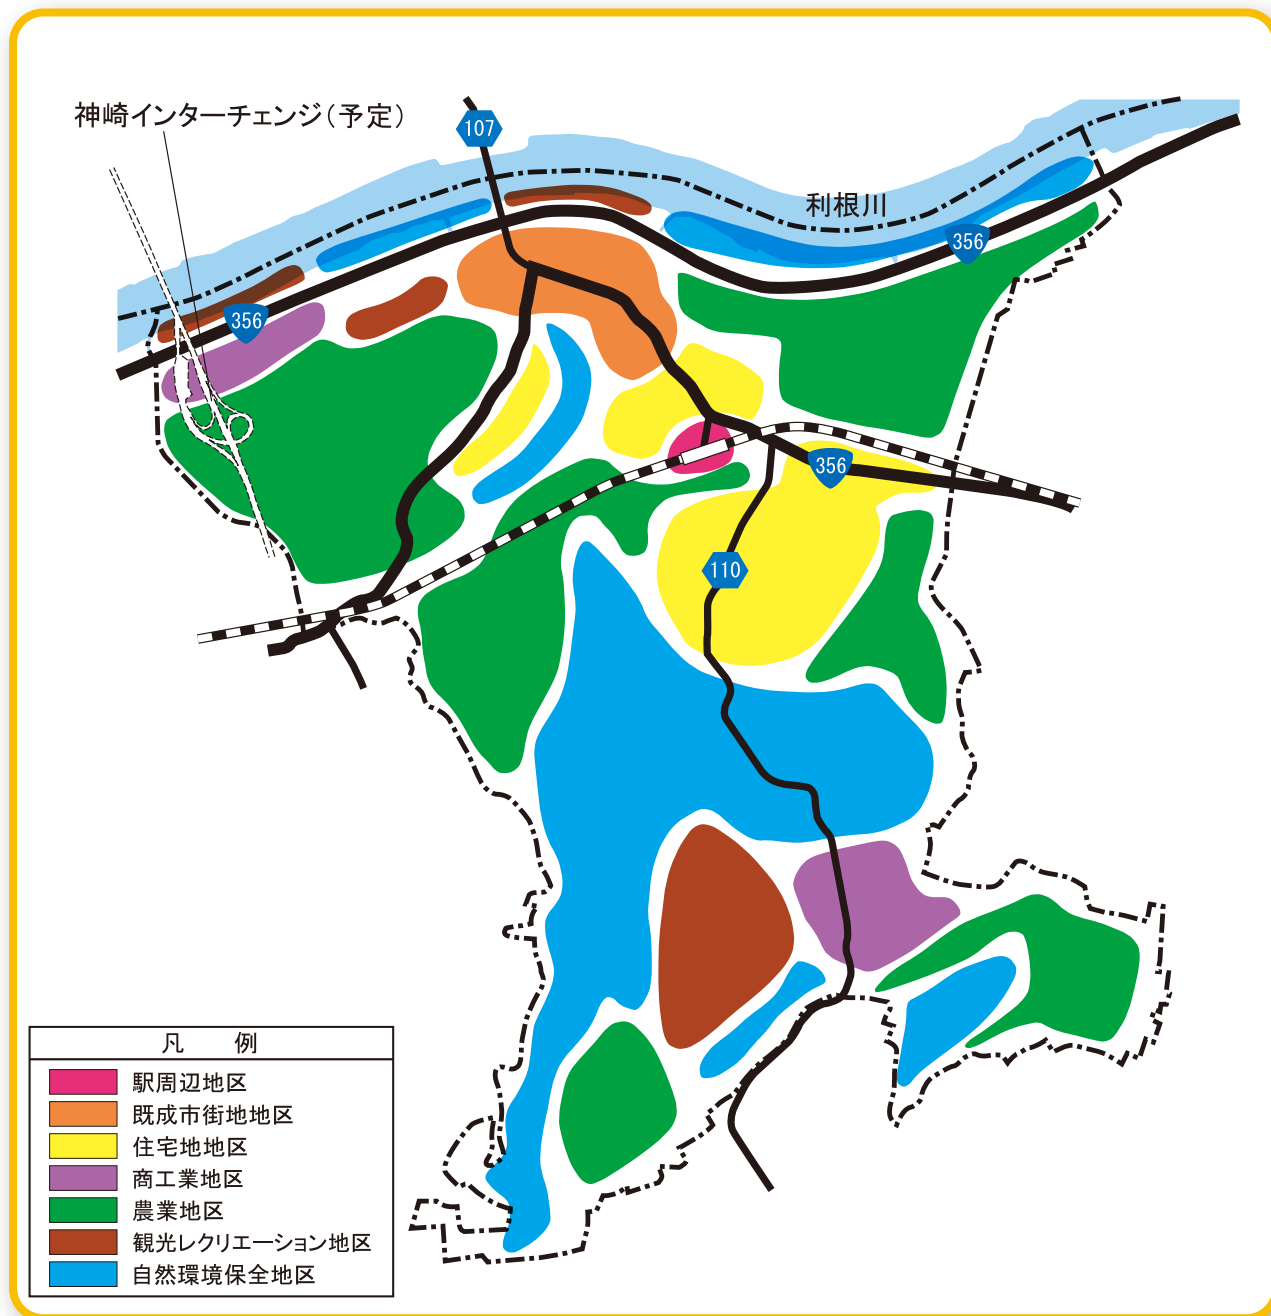 神崎インターチェンジ（予定）
107
利根川
356
356
356
110
凡　例
駅周辺地区
既成市街地地区
住宅地地区
商工業地区
農業地区
観光レクリエーション地区
自然環境保全地区